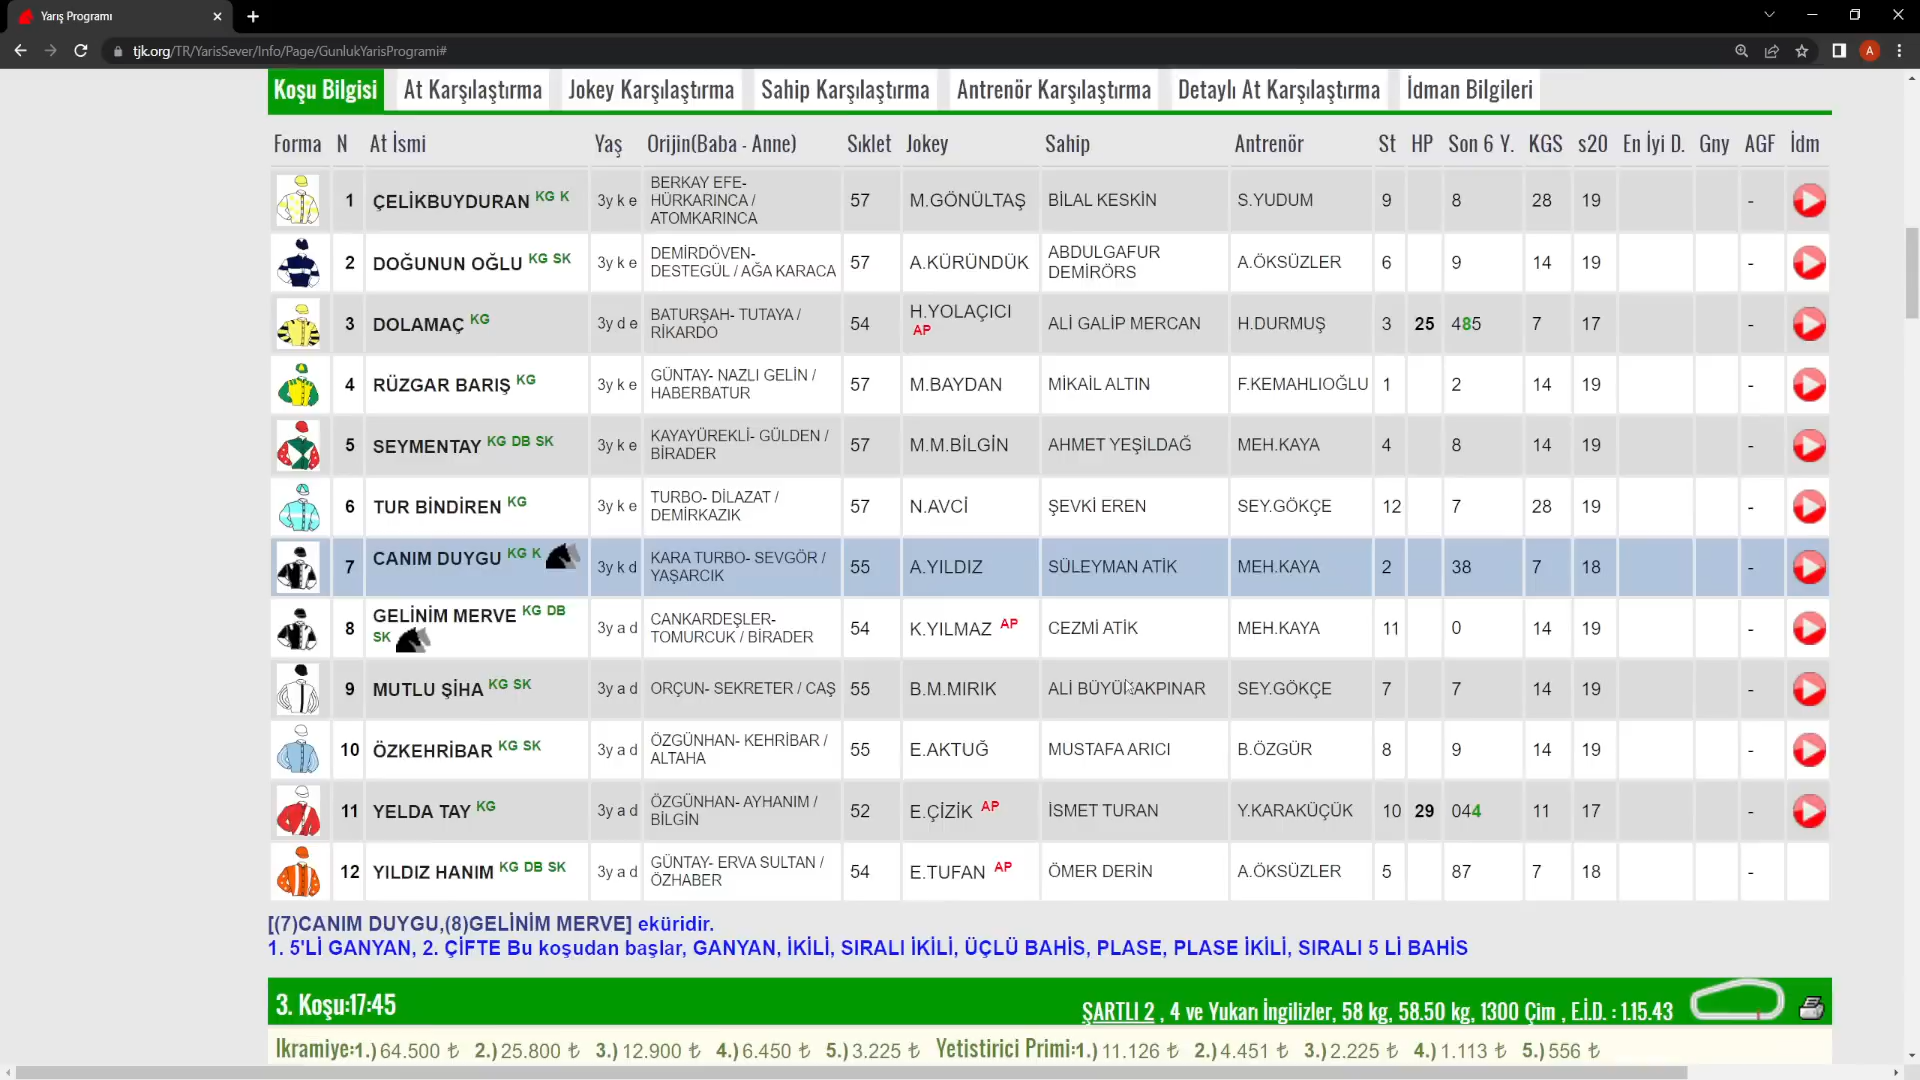 Yarış Programı
tjk.org/TR/YarisSever/Info/Page/GunlukYarisProgrami#
A
Koşu Bilgisi At Karşılaştırma Jokey Karşılaştırma Sahip Karşılaştırma Antrenör Karşılaştırma Detaylı At Karşılaştırma İdman Bilgileri
Forma N At İsmi Yaş Orijin(Baba - Anne) Sıklet Jokey Sahip Antrenör St HP Son 6 Y. KGS s20 En İyi D. Gny AGF İdm
1 ÇELİKBUYDURAN KG K 3y k e BERKAY EFE- HÜRKARINCA / ATOMKARINCA 57 M.GÖNÜLTAŞ BİLAL KESKİN S.YUDUM 9 8 28 19 -
2 DOĞUNUN OĞLU KG SK 3y k e DEMİRDÖVEN- DESTEGÜL / AĞA KARACA 57 A.KÜRÜNDÜK ABDULGAFUR DEMİRÖRS A.ÖKSÜZLER 6 9 14 19 -
3 DOLAMAÇ KG 3y d e BATURŞAH- TUTAYA / RİKARDO 54 H.YOLAÇICI AP ALİ GALİP MERCAN H.DURMUŞ 3 25 485 7 17 -
4 RÜZGAR BARIŞ KG 3y k e GÜNTAY- NAZLI GELİN / HABERBATUR 57 M.BAYDAN MİKAİL ALTIN F.KEMAHLIOĞLU 1 2 14 19 -
5 SEYMENTAY KG DB SK 3y k e KAYAYÜREKLİ- GÜLDEN / BİRADER 57 M.M.BİLGİN AHMET YEŞİLDAĞ MEH.KAYA 4 8 14 19 -
6 TUR BİNDİREN KG 3y k e TURBO- DİLAZAT / DEMİRKAZIK 57 N.AVCİ ŞEVKİ EREN SEY.GÖKÇE 12 7 28 19 -
7 CANIM DUYGU KG K 3y k d KARA TURBO- SEVGÖR / YAŞARCIK 55 A.YILDIZ SÜLEYMAN ATİK MEH.KAYA 2 38 7 18 -
8 GELİNİM MERVE KG DB SK 3y a d CANKARDEŞLER- TOMURCUK / BİRADER 54 K.YILMAZ AP CEZMİ ATİK MEH.KAYA 11 0 14 19 -
9 MUTLU ŞİHA KG SK 3y a d ORÇUN- SEKRETER / CAŞ 55 B.M.MIRIK ALİ BÜYÜKAKPINAR SEY.GÖKÇE 7 7 14 19 -
10 ÖZKEHRİBAR KG SK 3y a d ÖZGÜNHAN- KEHRİBAR / ALTAHA 55 E.AKTUĞ MUSTAFA ARICI B.ÖZGÜR 8 9 14 19 -
11 YELDA TAY KG 3y a d ÖZGÜNHAN- AYHANIM / BİLGİN 52 E.ÇİZİK AP İSMET TURAN Y.KARAKÜÇÜK 10 29 044 11 17 -
12 YILDIZ HANIM KG DB SK 3y a d GÜNTAY- ERVA SULTAN / ÖZHABER 54 E.TUFAN AP ÖMER DERİN A.ÖKSÜZLER 5 87 7 18 -
[(7)CANIM DUYGU,(8)GELİNİM MERVE] eküridir.
1. 5'Lİ GANYAN, 2. ÇİFTE Bu koşudan başlar, GANYAN, İKİLİ, SIRALI İKİLİ, ÜÇLÜ BAHİS, PLASE, PLASE İKİLİ, SIRALI 5 Lİ BAHİS
3. Koşu:17:45
ŞARTLI 2 , 4 ve Yukarı İngilizler, 58 kg, 58.50 kg, 1300 Çim , E.İ.D. : 1.15.43
Ikramiye:1.) 64.500 ₺ 2.) 25.800 ₺ 3.) 12.900 ₺ 4.) 6.450 ₺ 5.) 3.225 ₺ Yetistirici Primi:1.) 11.126 ₺ 2.) 4.451 ₺ 3.) 2.225 ₺ 4.) 1.113 ₺ 5.) 556 ₺